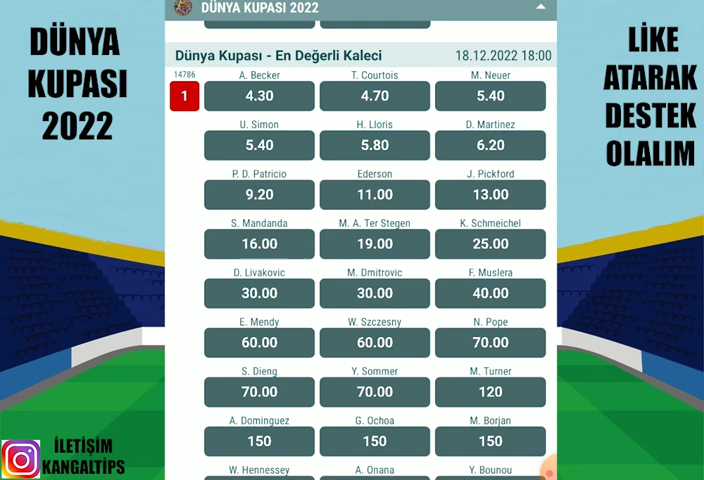 DÜNYA
KUPASI
2022
LİKE
ATARAK
DESTEK
OLALIM
DÜNYA KUPASI 2022
Dünya Kupası - En Değerli Kaleci 18.12.2022 18:00
14786
1
A. Becker T. Courtois M. Neuer
4.30 4.70 5.40
U. Simon H. Lloris D. Martinez
5.40 5.80 6.20
P. D. Patricio Ederson J. Pickford
9.20 11.00 13.00
S. Mandanda M. A. Ter Stegen K. Schmeichel
16.00 19.00 25.00
D. Livakovic M. Dmitrovic F. Muslera
30.00 30.00 40.00
E. Mendy W. Szczesny N. Pope
60.00 60.00 70.00
S. Dieng Y. Sommer M. Turner
70.00 70.00 120
A. Dominguez G. Ochoa M. Borjan
150 150 150
W. Hennessey A. Onana Y. Bounou
İLETİŞİM
KANGALTİPS